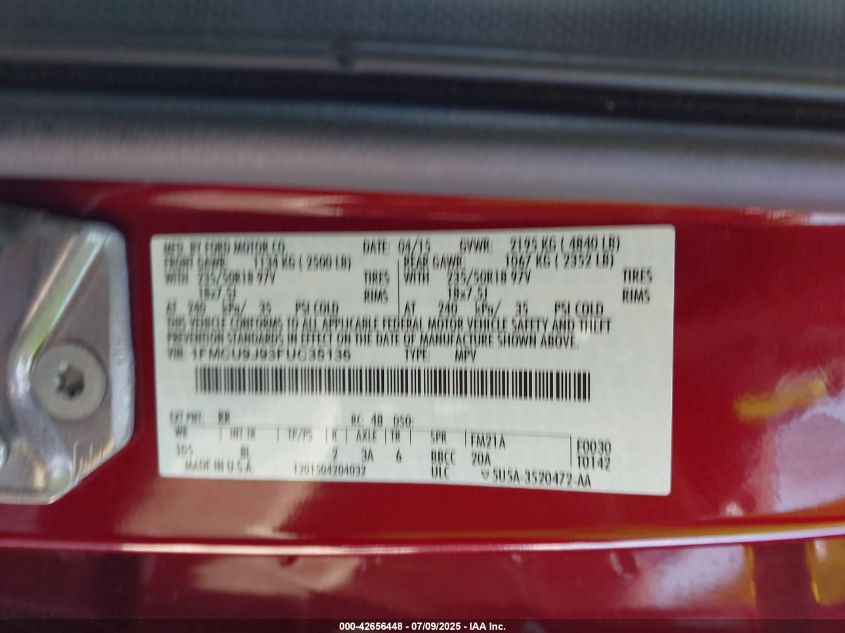 MFD. BY FORD MOTOR CO. DATE: 04/15 GVWR: 2195 KG ( 4840 LB)
FRONT GAWR: 1134 KG ( 2500 LB) REAR GAWR: 1067 KG ( 2352 LB)
WITH 235/50R18 97V TIRES WITH 235/50R18 97V TIRES
18x7.5J RIMS 18x7.5J RIMS
AT 240 kPa/ 35 PSI COLD AT 240 kPa/ 35 PSI COLD
THIS VEHICLE CONFORMS TO ALL APPLICABLE FEDERAL MOTOR VEHICLE SAFETY AND THEFT
PREVENTION STANDARDS IN EFFECT ON THE DATE OF MANUFACTURE SHOWN ABOVE.
VIN: 1FMCU9J93FUC35136 TYPE: MPV
EXT PNT: RR RC: 48 DSO:
WB INT TR TP/PS R AXLE TR SPR FM21A F0030
105 8L 2 3A 6 BBCC 20A T0142
MADE IN U.S.A. 1201504204032 ULC 5U5A-3520472-AA
000-42656448 - 07/09/2025 - IAA Inc.